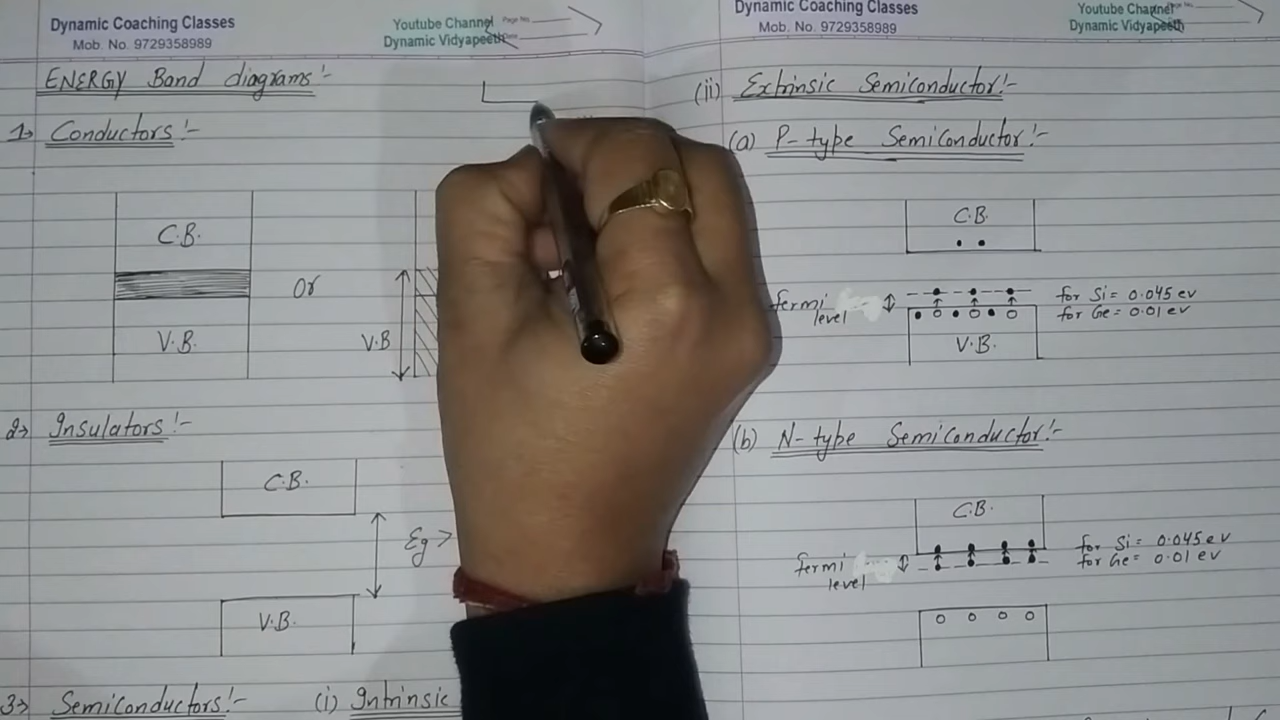 Dynamic Coaching Classes
Mob. No. 9729358989
Youtube Channel
Dynamic Vidyapeeth
Page No.
Date
ENERGY Band diagrams:-
1→ Conductors:-
C.B.
V.B.
Or
V.B
2→ Insulators:-
C.B.
Eg >
V.B.
3→ Semiconductors:- (i) Intrinsic
Dynamic Coaching Classes
Mob. No. 9729358989
Youtube Channel
Dynamic Vidyapeeth
(ii) Extrinsic Semiconductor:-
(a) P-type Semiconductor:-
C.B.
fermi
level
for Si = 0.045 ev
for Ge = 0.01 ev
V.B.
(b) N-type Semiconductor:-
C.B.
fermi
level
for Si = 0.045 ev
for Ge = 0.01 ev